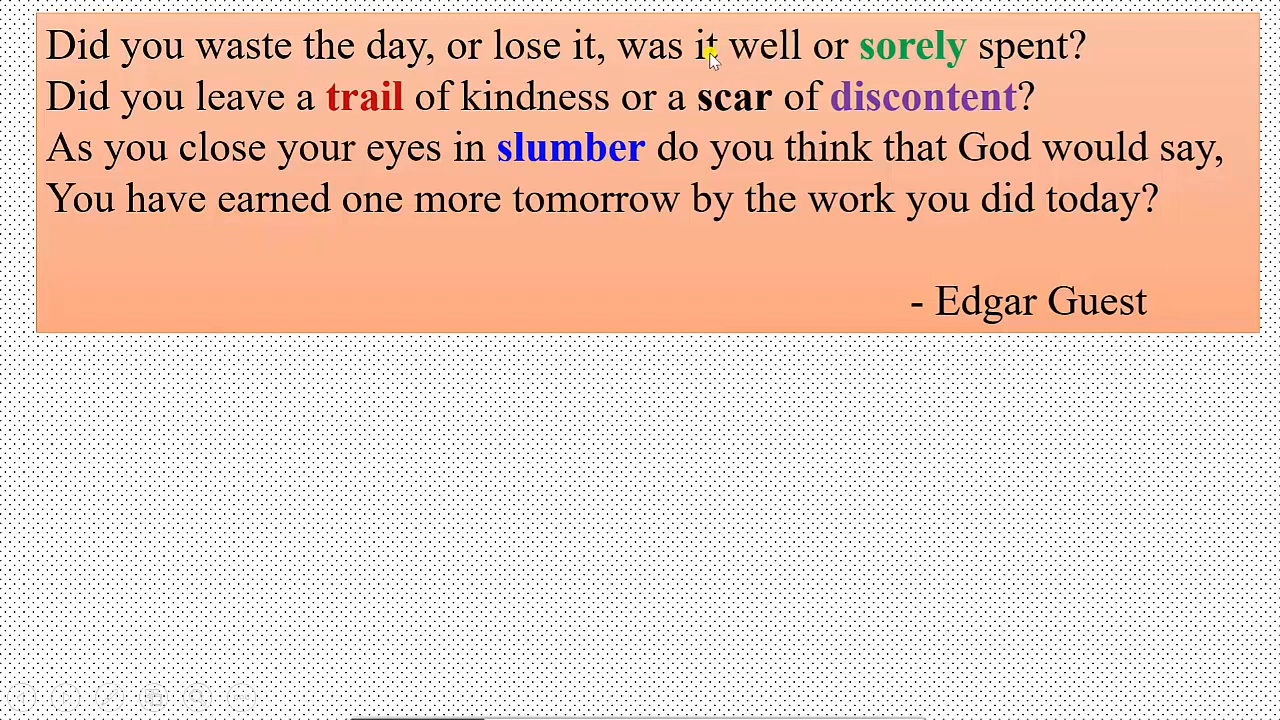 Did you waste the day, or lose it, was it well or sorely spent?
Did you leave a trail of kindness or a scar of discontent?
As you close your eyes in slumber do you think that God would say,
You have earned one more tomorrow by the work you did today?
- Edgar Guest